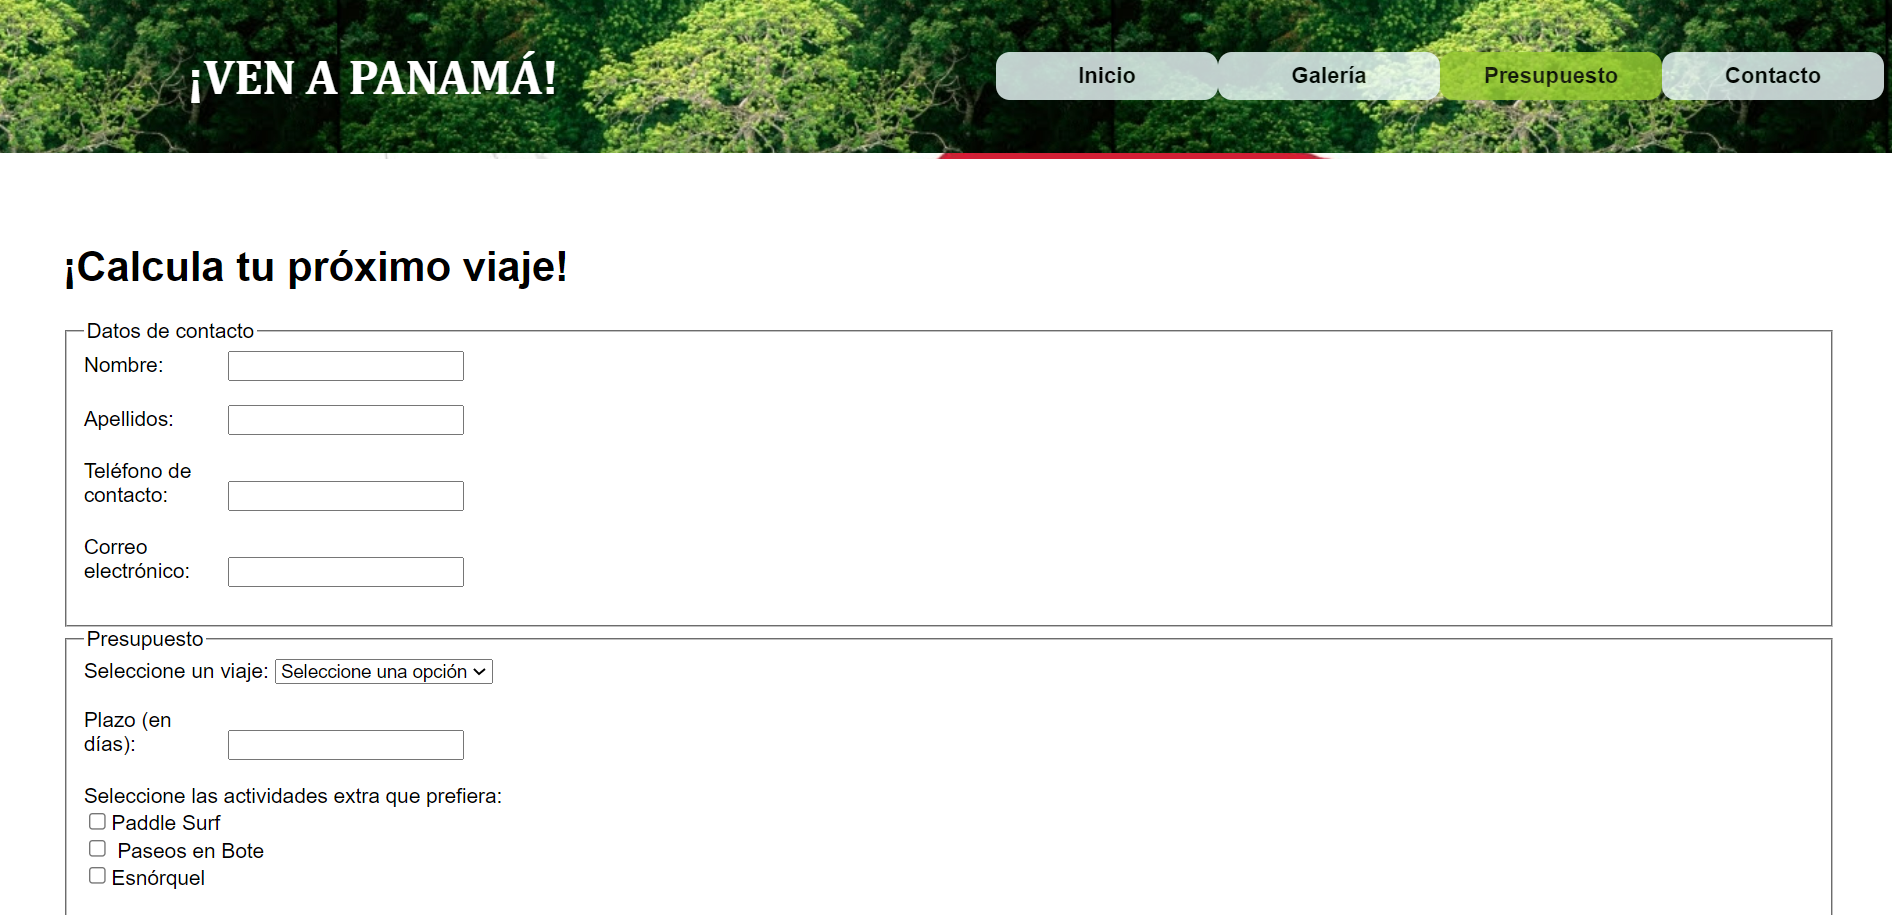 ¡VEN A PANAMÁ!
Inicio
Galería
Presupuesto
Contacto
¡Calcula tu próximo viaje!
Datos de contacto
Nombre:
Apellidos:
Teléfono de
contacto:
Correo
electrónico:
Presupuesto
Seleccione un viaje: Seleccione una opción
Plazo (en
días):
Seleccione las actividades extra que prefiera:
Paddle Surf
Paseos en Bote
Esnórquel